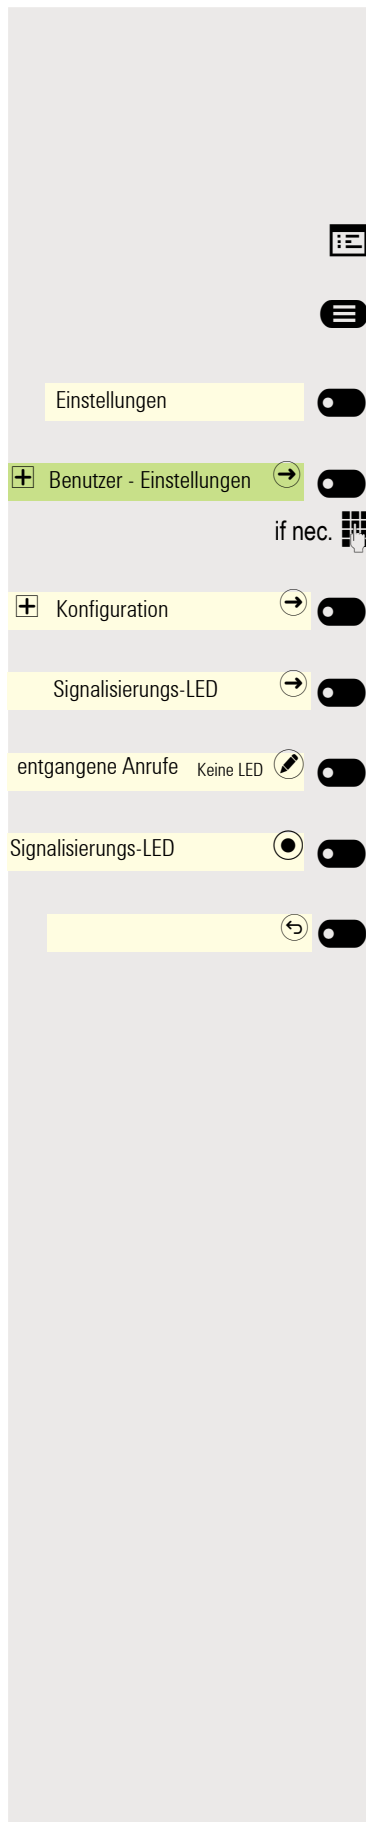 Einstellungen
Benutzer - Einstellungen
if nec.
Konfiguration
Signalisierungs-LED
entgangene Anrufe Keine LED
Signalisierungs-LED